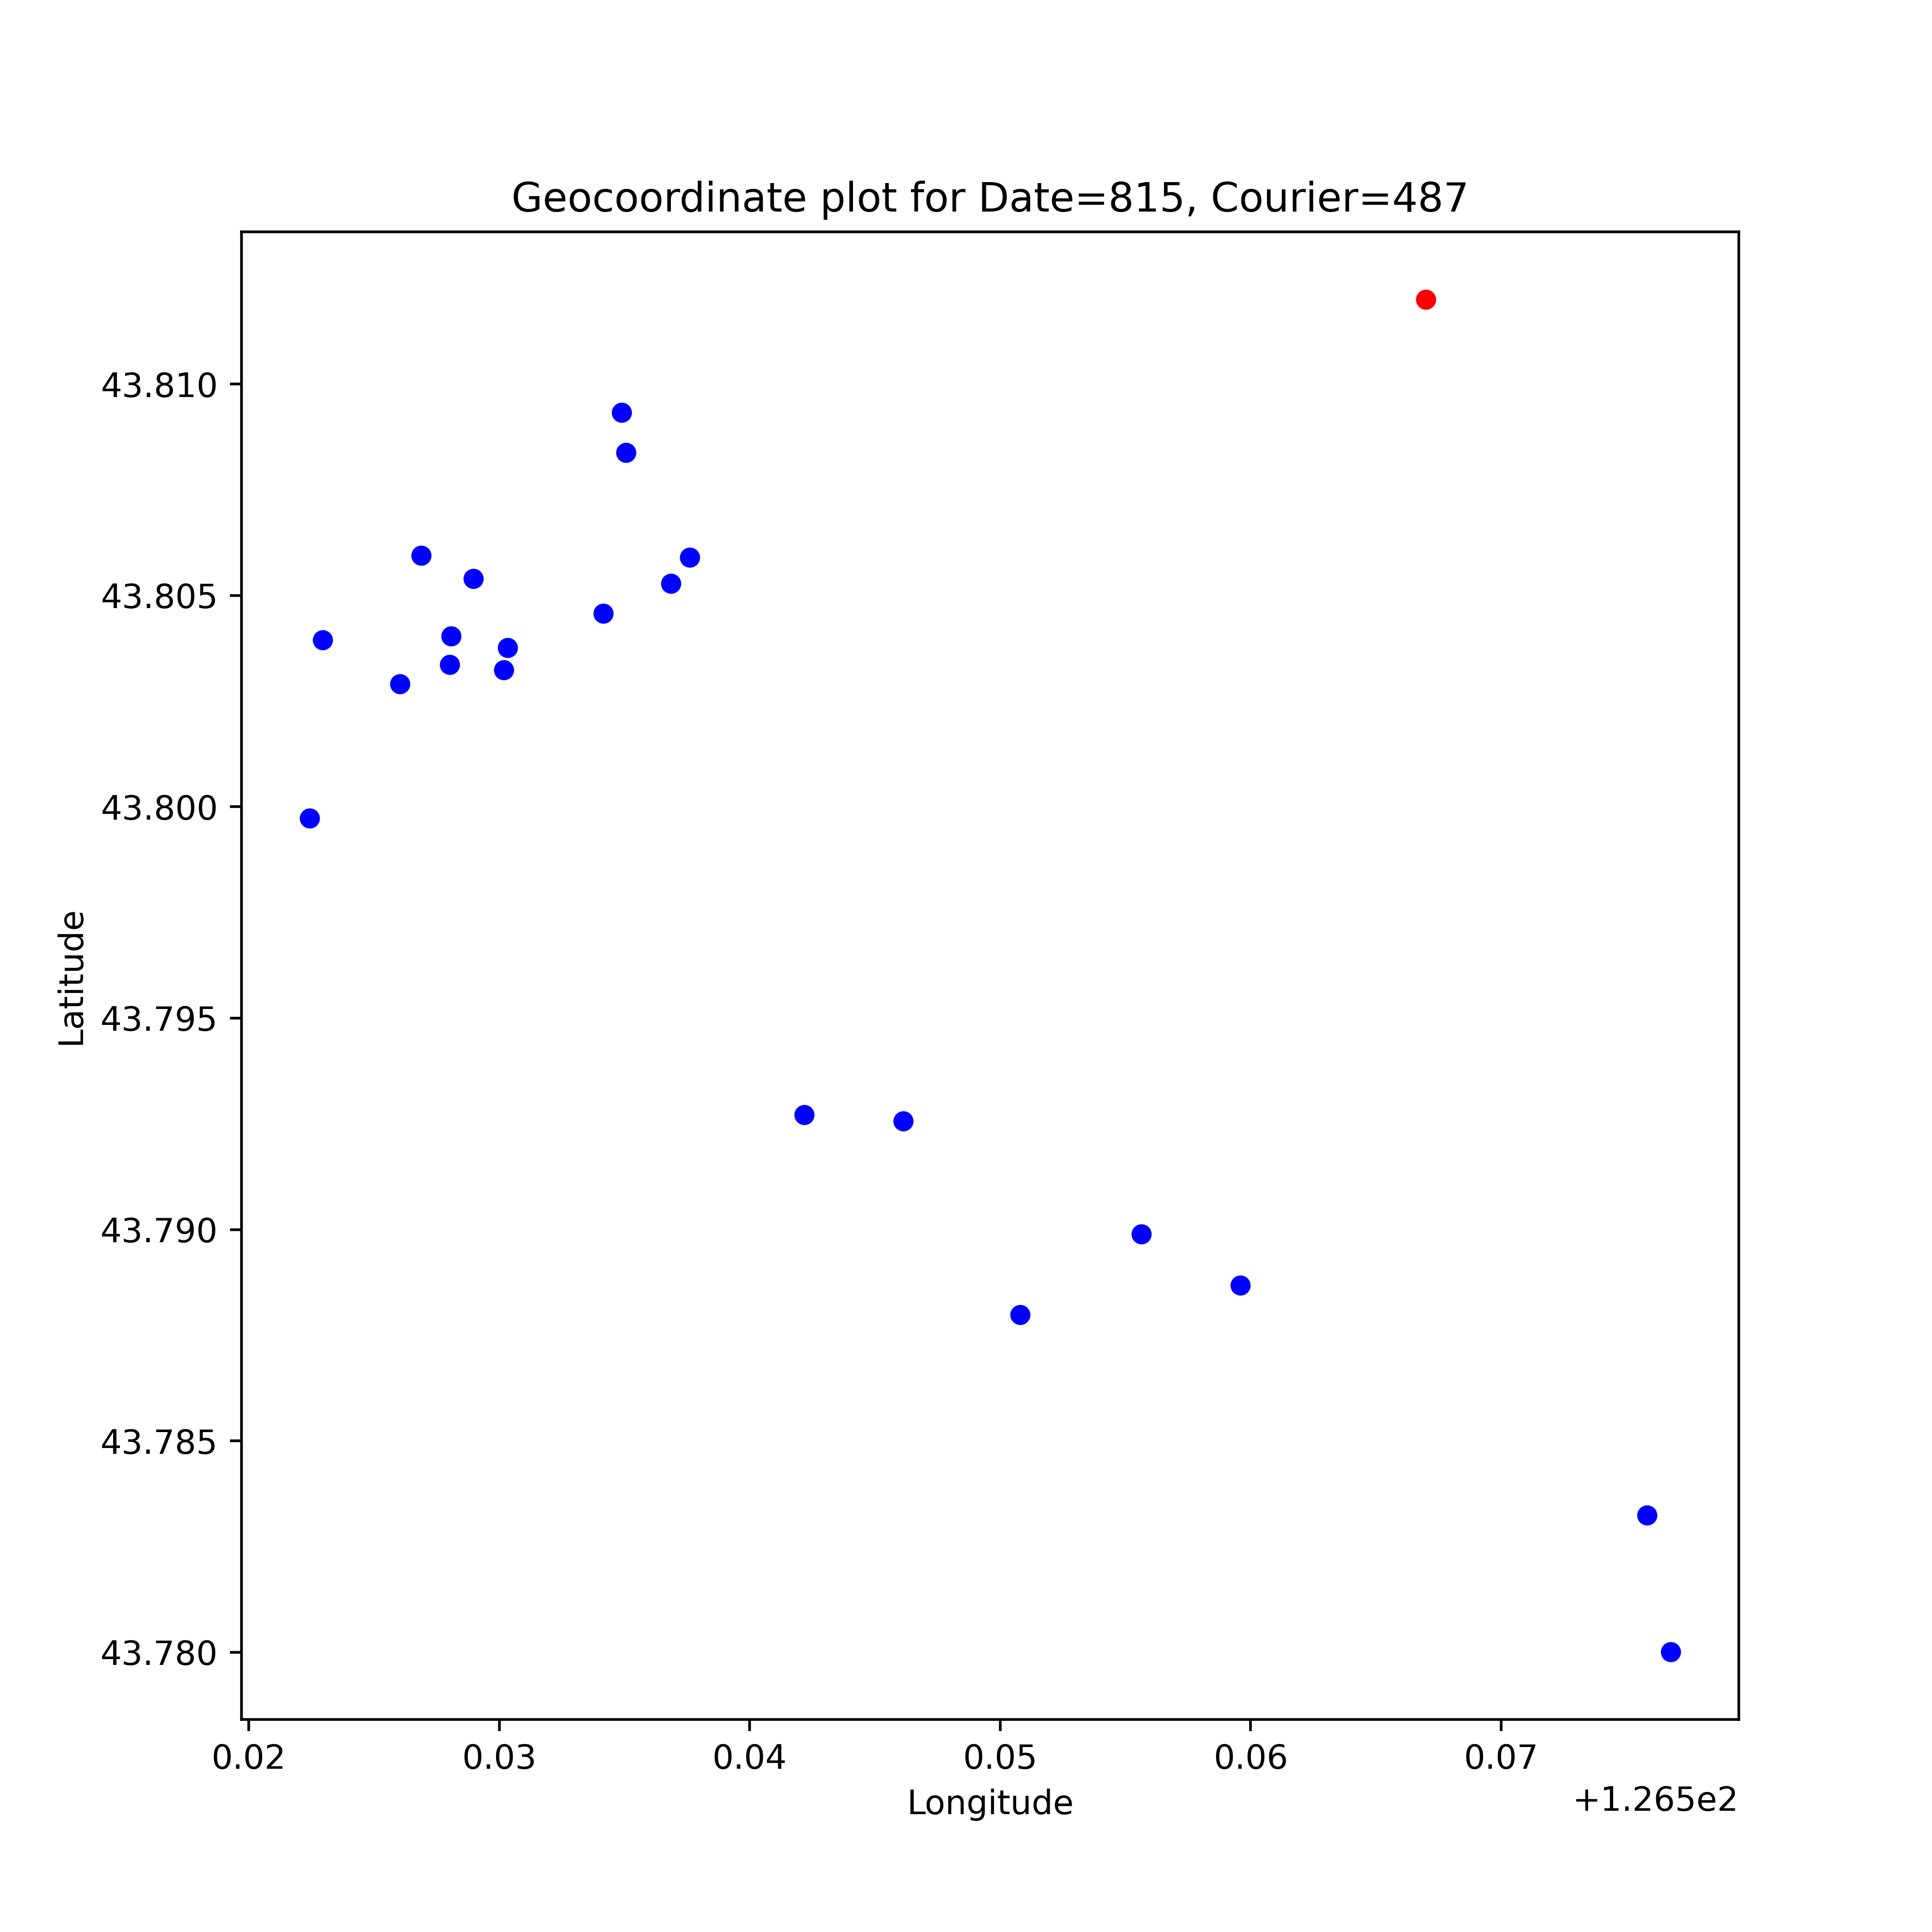 Geocoordinate plot for Date=815, Courier=487
Latitude
43.810
43.805
43.800
43.795
43.790
43.785
43.780
0.02 0.03 0.04 0.05 0.06 0.07
Longitude
+1.265e2